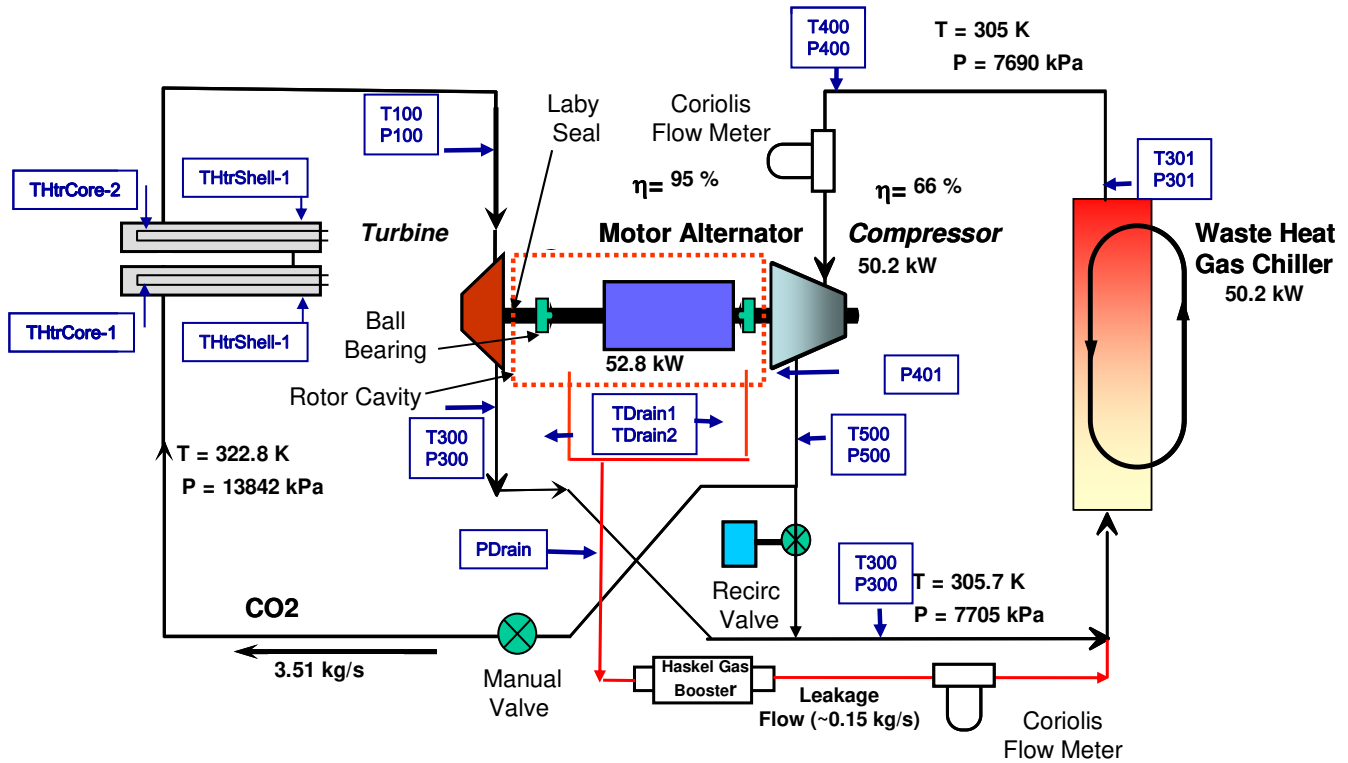 T400
P400
T = 305 K
P = 7690 kPa
T100
P100
Laby
Seal
Coriolis
Flow Meter
T301
P301
THtrCore-2
THtrShell-1
η= 95 %
η= 66 %
Turbine
Motor Alternator
Compressor
50.2 kW
Waste Heat
Gas Chiller
50.2 kW
THtrCore-1
THtrShell-1
Ball
Bearing
52.8 kW
Rotor Cavity
P401
T300
P300
TDrain1
TDrain2
T500
P500
T = 322.8 K
P = 13842 kPa
PDrain
Recirc
Valve
T300
P300
T = 305.7 K
P = 7705 kPa
CO2
3.51 kg/s
Manual
Valve
Haskel Gas
Booster
Leakage
Flow (~0.15 kg/s)
Coriolis
Flow Meter